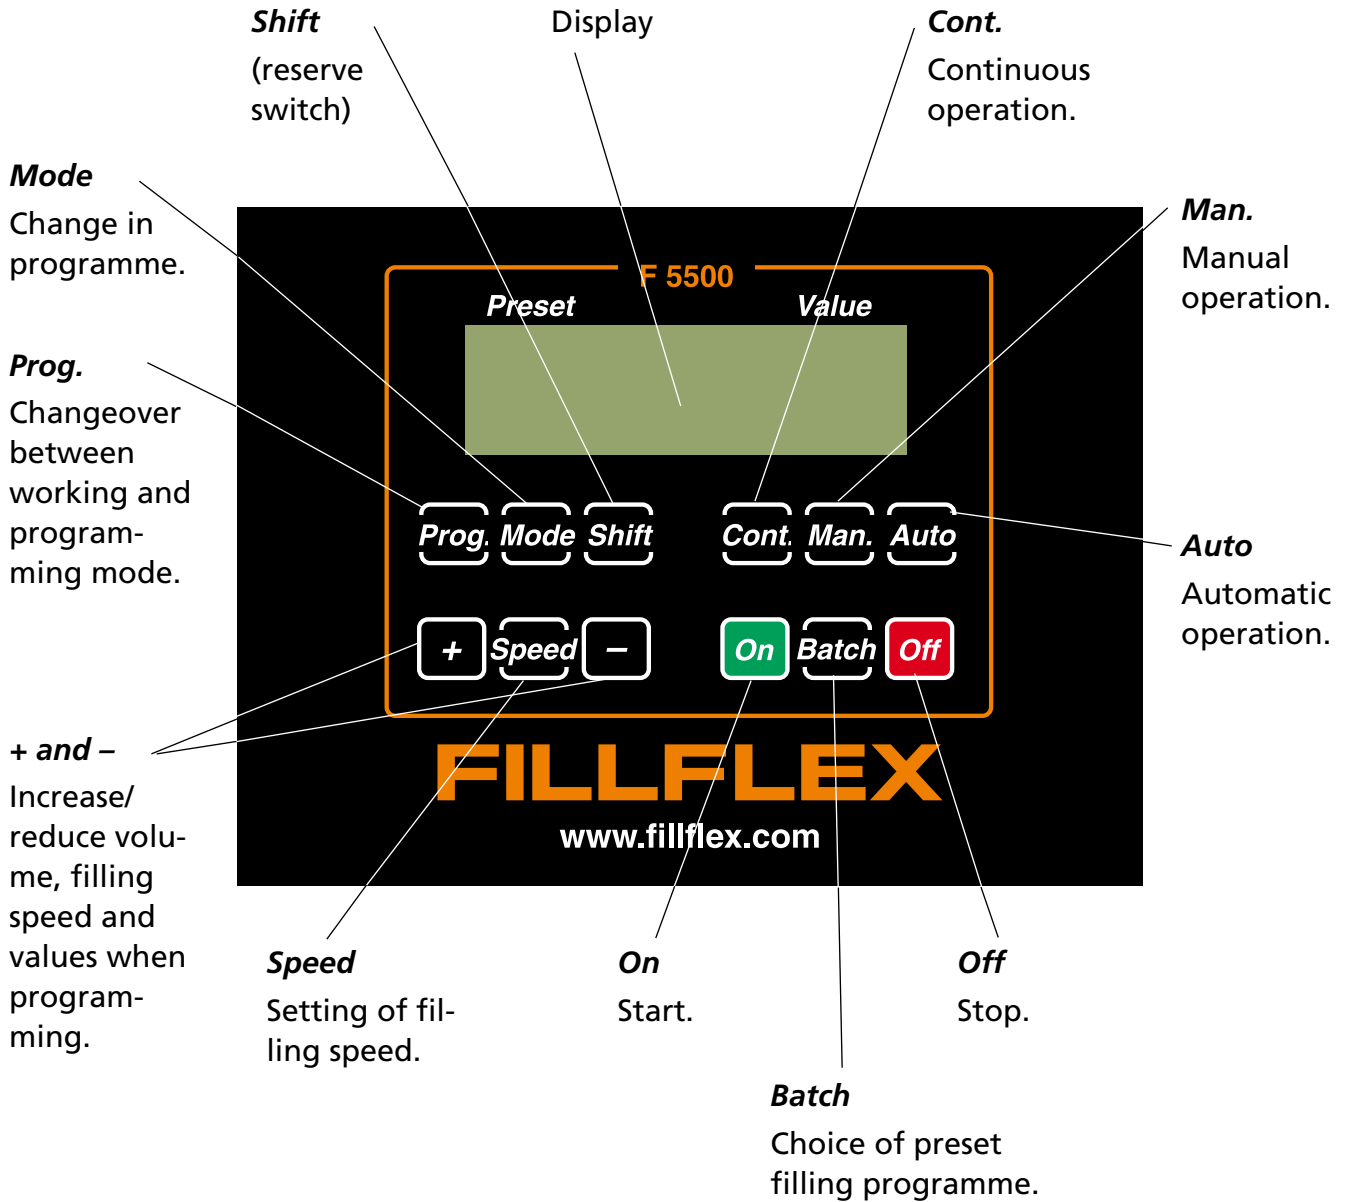 Shift
(reserve
switch)
Display
Cont.
Continuous
operation.
Mode
Change in
programme.
Man.
Manual
operation.
Prog.
Changeover
between
working and
program-
ming mode.
F 5500
Preset Value
Prog. Mode Shift Cont. Man. Auto
+ Speed – On Batch Off
Auto
Automatic
operation.
+ and –
Increase/
reduce volu-
me, filling
speed and
values when
program-
ming.
FILLFLEX
www.fillflex.com
Speed
Setting of fil-
ling speed.
On
Start.
Off
Stop.
Batch
Choice of preset
filling programme.